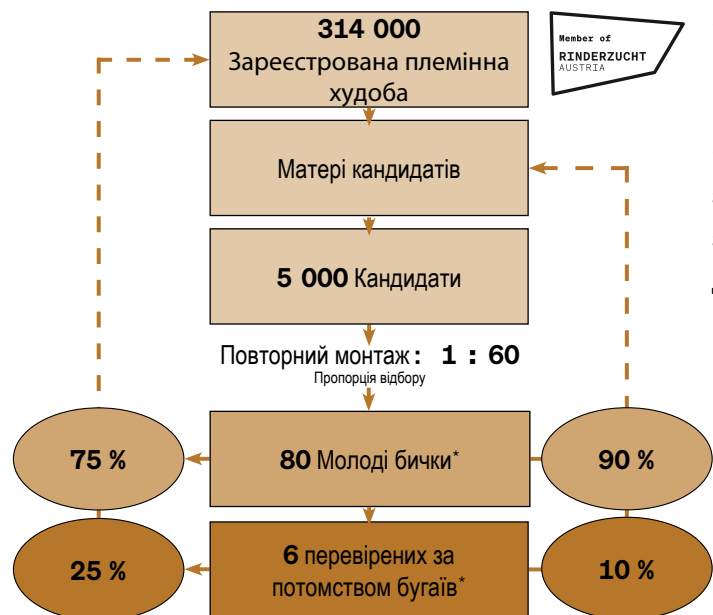 314 000
Зареєстрована племінна
худоба
Member of
RINDERZUCHT
AUSTRIA
Матері кандидатів
5 000 Кандидати
Повторний монтаж: 1 : 60
Пропорція відбору
75 %
80 Молоді бички*
90 %
25 %
6 перевірених за
потомством бугаїв*
10 %